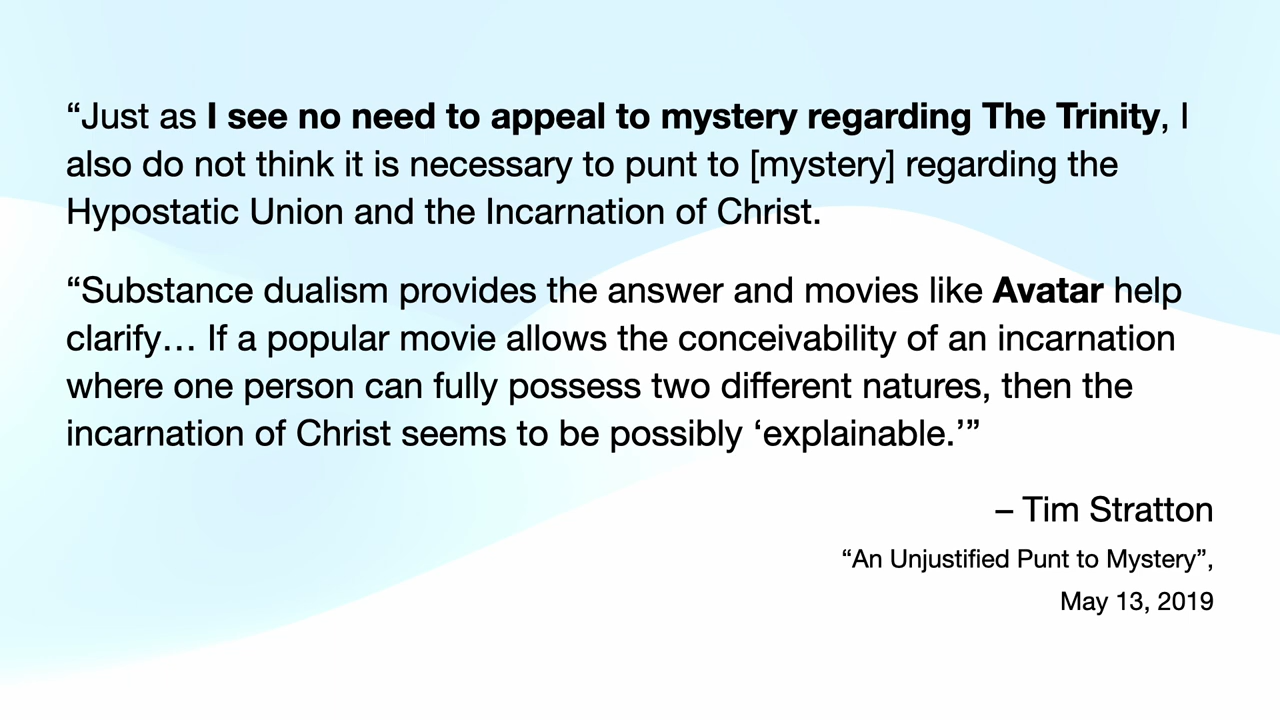 “Just as I see no need to appeal to mystery regarding The Trinity, I
also do not think it is necessary to punt to [mystery] regarding the
Hypostatic Union and the Incarnation of Christ.
“Substance dualism provides the answer and movies like Avatar help
clarify… If a popular movie allows the conceivability of an incarnation
where one person can fully possess two different natures, then the
incarnation of Christ seems to be possibly ‘explainable.’”
– Tim Stratton
“An Unjustified Punt to Mystery”,
May 13, 2019